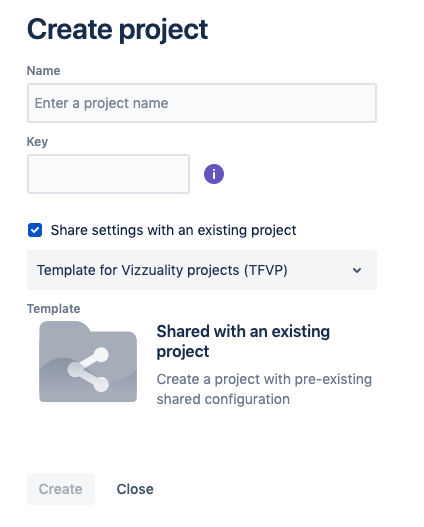 Create project
Name
Enter a project name
Key
i
Share settings with an existing project
Template for Vizzuality projects (TFVP)
Template
Shared with an existing
project
Create a project with pre-existing
shared configuration
Create
Close